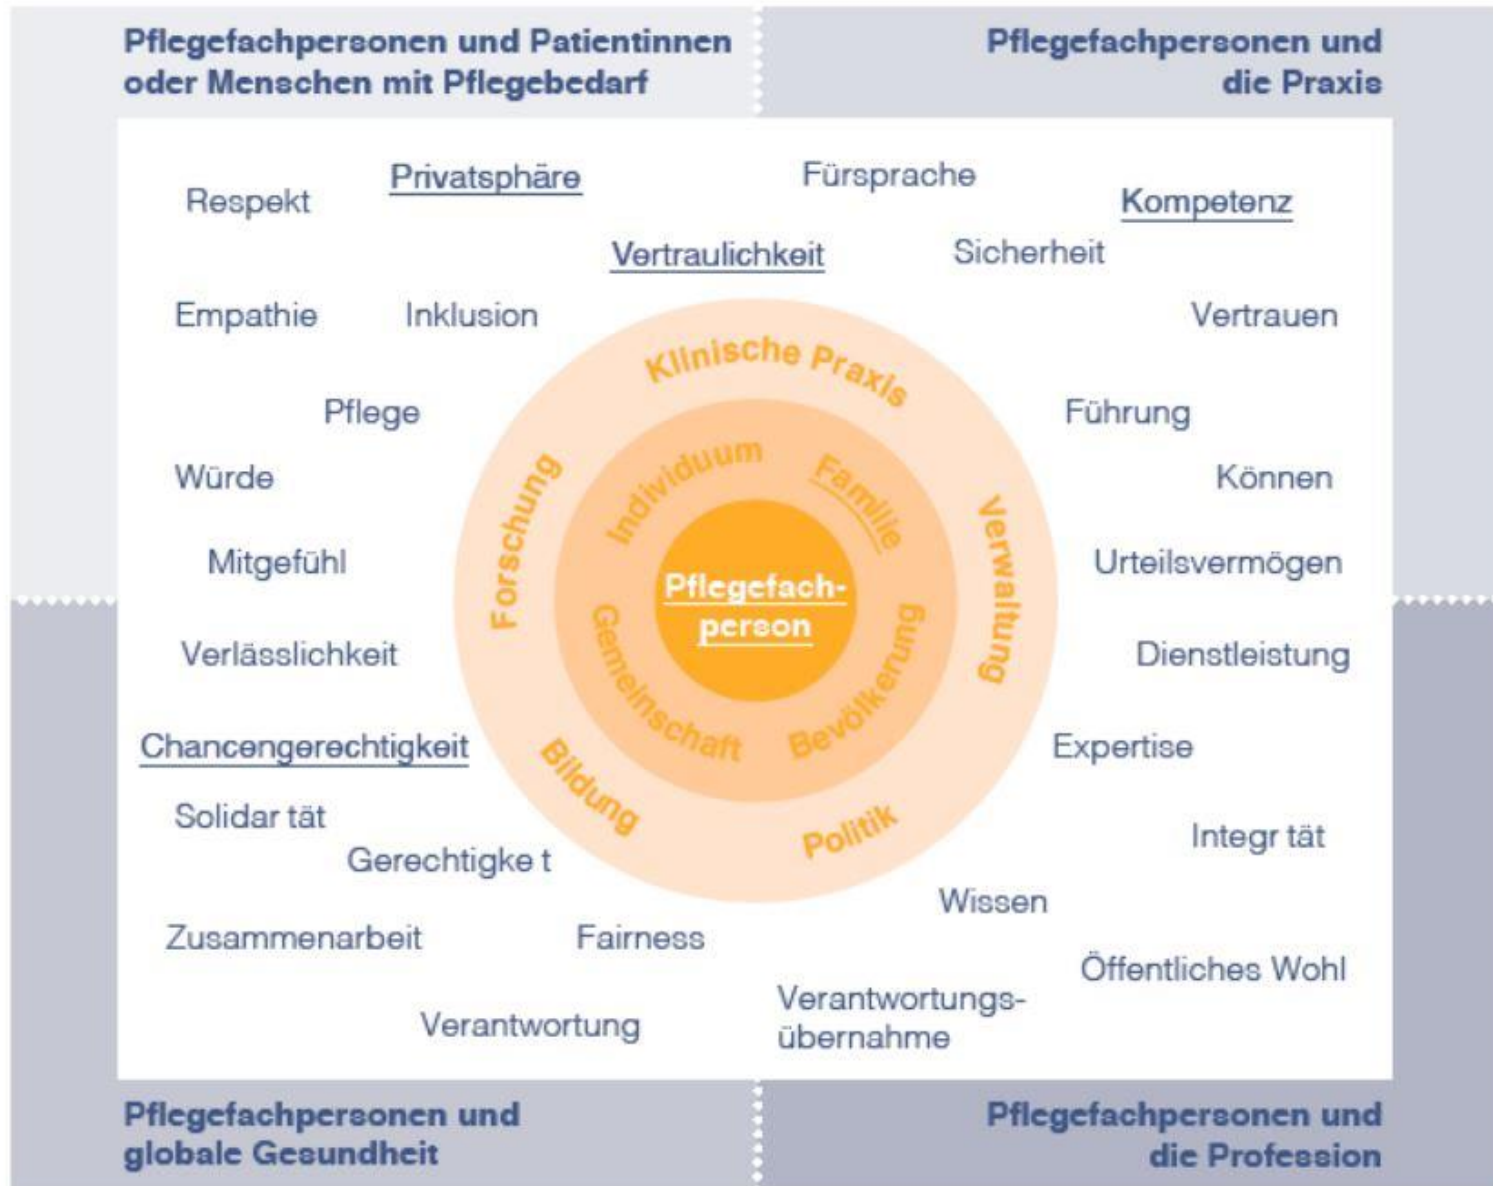 Pflegefachpersonen und Patientinnen
oder Menschen mit Pflegebedarf
Pflegefachpersonen und
die Praxis
Respekt
Privatsphäre
Fürsprache
Kompetenz
Vertraulichkeit
Sicherheit
Empathie
Inklusion
Vertrauen
Pflege
Führung
Würde
Können
Mitgefühl
Urteilsvermögen
Verlässlichkeit
Dienstleistung
Chancengerechtigkeit
Expertise
Solidar tät
Gerechtigke t
Integr tät
Wissen
Zusammenarbeit
Fairness
Öffentliches Wohl
Verantwortung
Verantwortungs-
übernahme
Klinische Praxis
Forschung
Verwaltung
Bildung
Politik
Individuum
Familie
Gemeinschaft
Bevölkerung
Pflegefach-
person
Pflegefachpersonen und
globale Gesundheit
Pflegefachpersonen und
die Profession